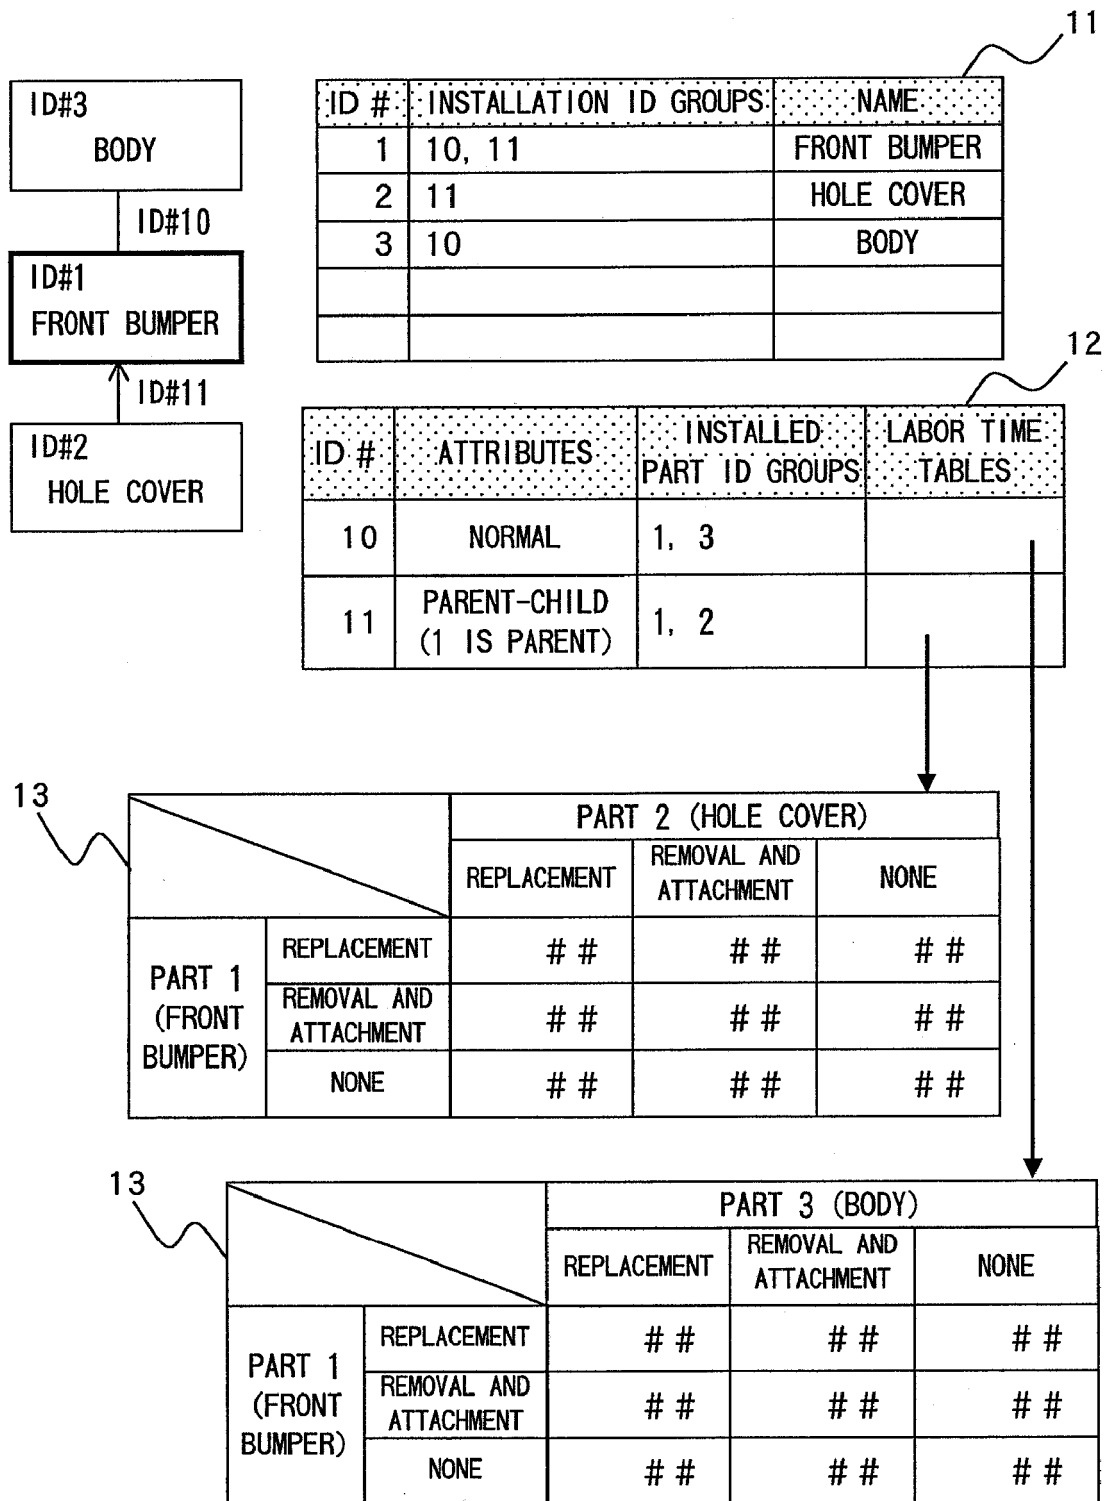 11
ID#3
BODY
ID#10
ID#1
FRONT BUMPER
ID#11
ID#2
HOLE COVER
ID # INSTALLATION ID GROUPS NAME
1 10, 11 FRONT BUMPER
2 11 HOLE COVER
3 10 BODY
12
ID # ATTRIBUTES INSTALLED PART ID GROUPS LABOR TIME TABLES
10 NORMAL 1, 3
11 PARENT-CHILD (1 IS PARENT) 1, 2
13
PART 2 (HOLE COVER)
REPLACEMENT REMOVAL AND ATTACHMENT NONE
PART 1 (FRONT BUMPER)
REPLACEMENT ## ## ##
REMOVAL AND ATTACHMENT ## ## ##
NONE ## ## ##
13
PART 3 (BODY)
REPLACEMENT REMOVAL AND ATTACHMENT NONE
PART 1 (FRONT BUMPER)
REPLACEMENT ## ## ##
REMOVAL AND ATTACHMENT ## ## ##
NONE ## ## ##